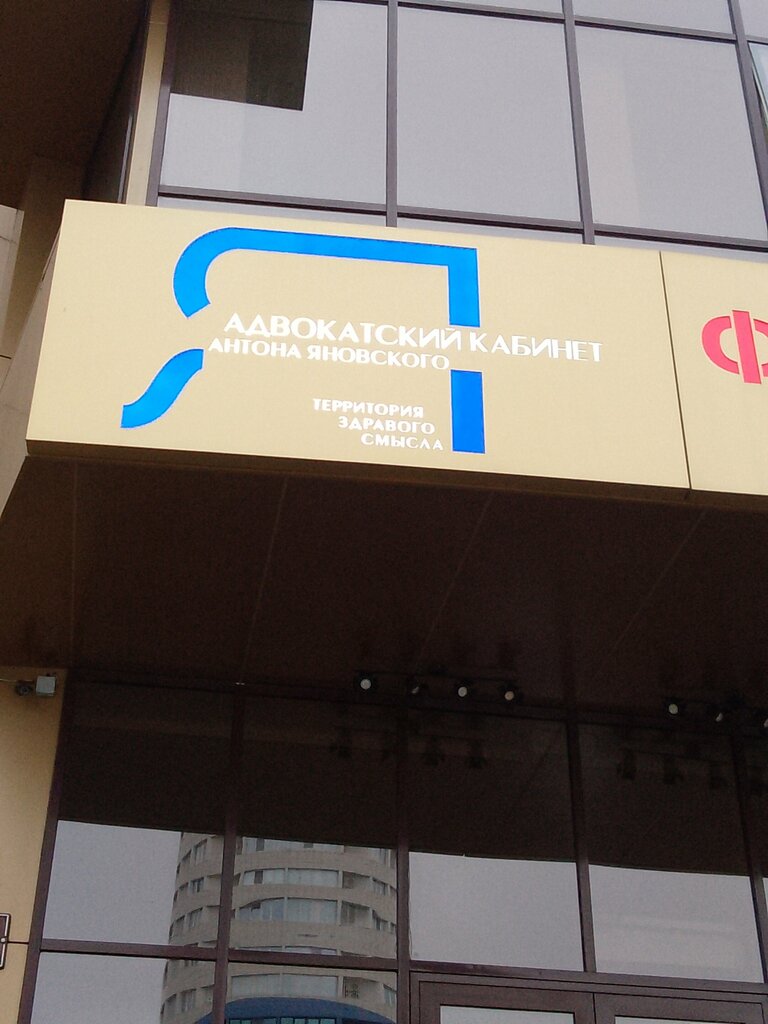 Я
АДВОКАТСКИЙ КАБИНЕТ
АНТОНА ЯНОВСКОГО
ТЕРРИТОРИЯ
ЗДРАВОГО
СМЫСЛА
Ф